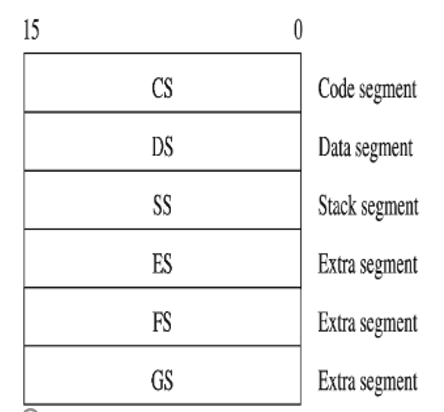 15 0
CS Code segment
DS Data segment
SS Stack segment
ES Extra segment
FS Extra segment
GS Extra segment